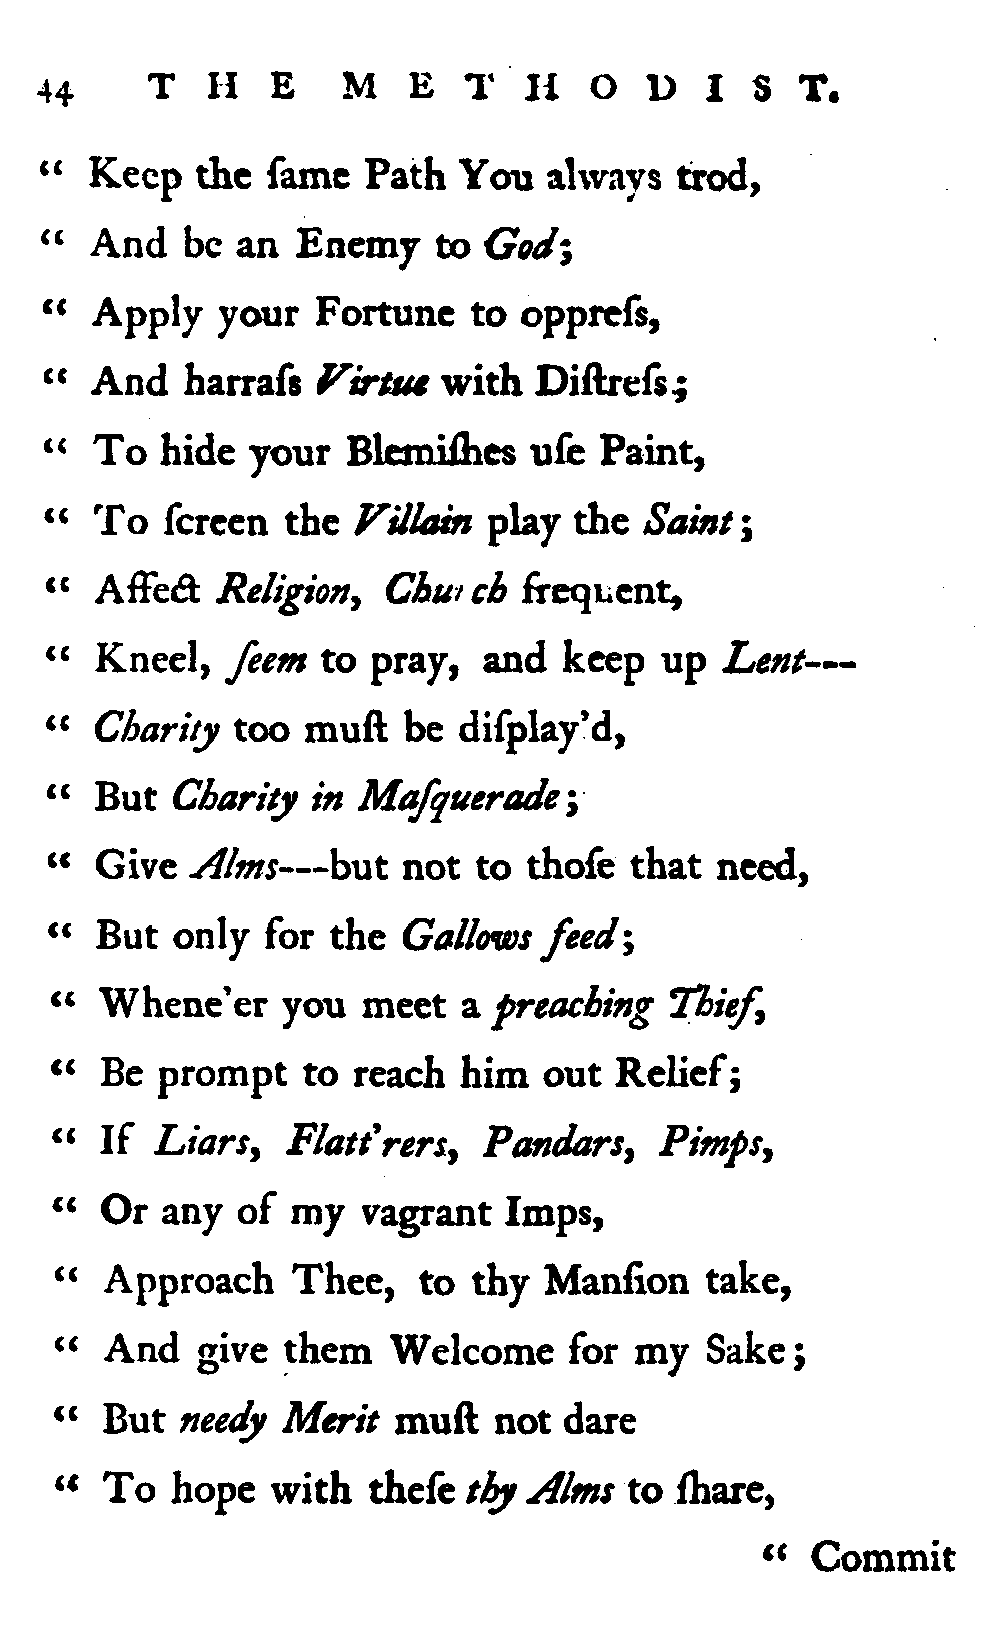 44 THE METHODIST.
“ Keep the ſame Path You always trod,
“ And be an Enemy to God;
“ Apply your Fortune to oppreſs,
“ And harraſs Virtue with Diſtreſs;
“ To hide your Blemiſhes uſe Paint,
“ To ſcreen the Villain play the Saint;
“ Affect Religion, Church frequent,
“ Kneel, ſeem to pray, and keep up Lent---
“ Charity too muſt be diſplay’d,
“ But Charity in Maſquerade;
“ Give Alms---but not to thoſe that need,
“ But only for the Gallows feed;
“ Whene’er you meet a preaching Thief,
“ Be prompt to reach him out Relief;
“ If Liars, Flatt’rers, Pandars, Pimps,
“ Or any of my vagrant Imps,
“ Approach Thee, to thy Manſion take,
“ And give them Welcome for my Sake;
“ But needy Merit muſt not dare
“ To hope with theſe thy Alms to ſhare,
“ Commit